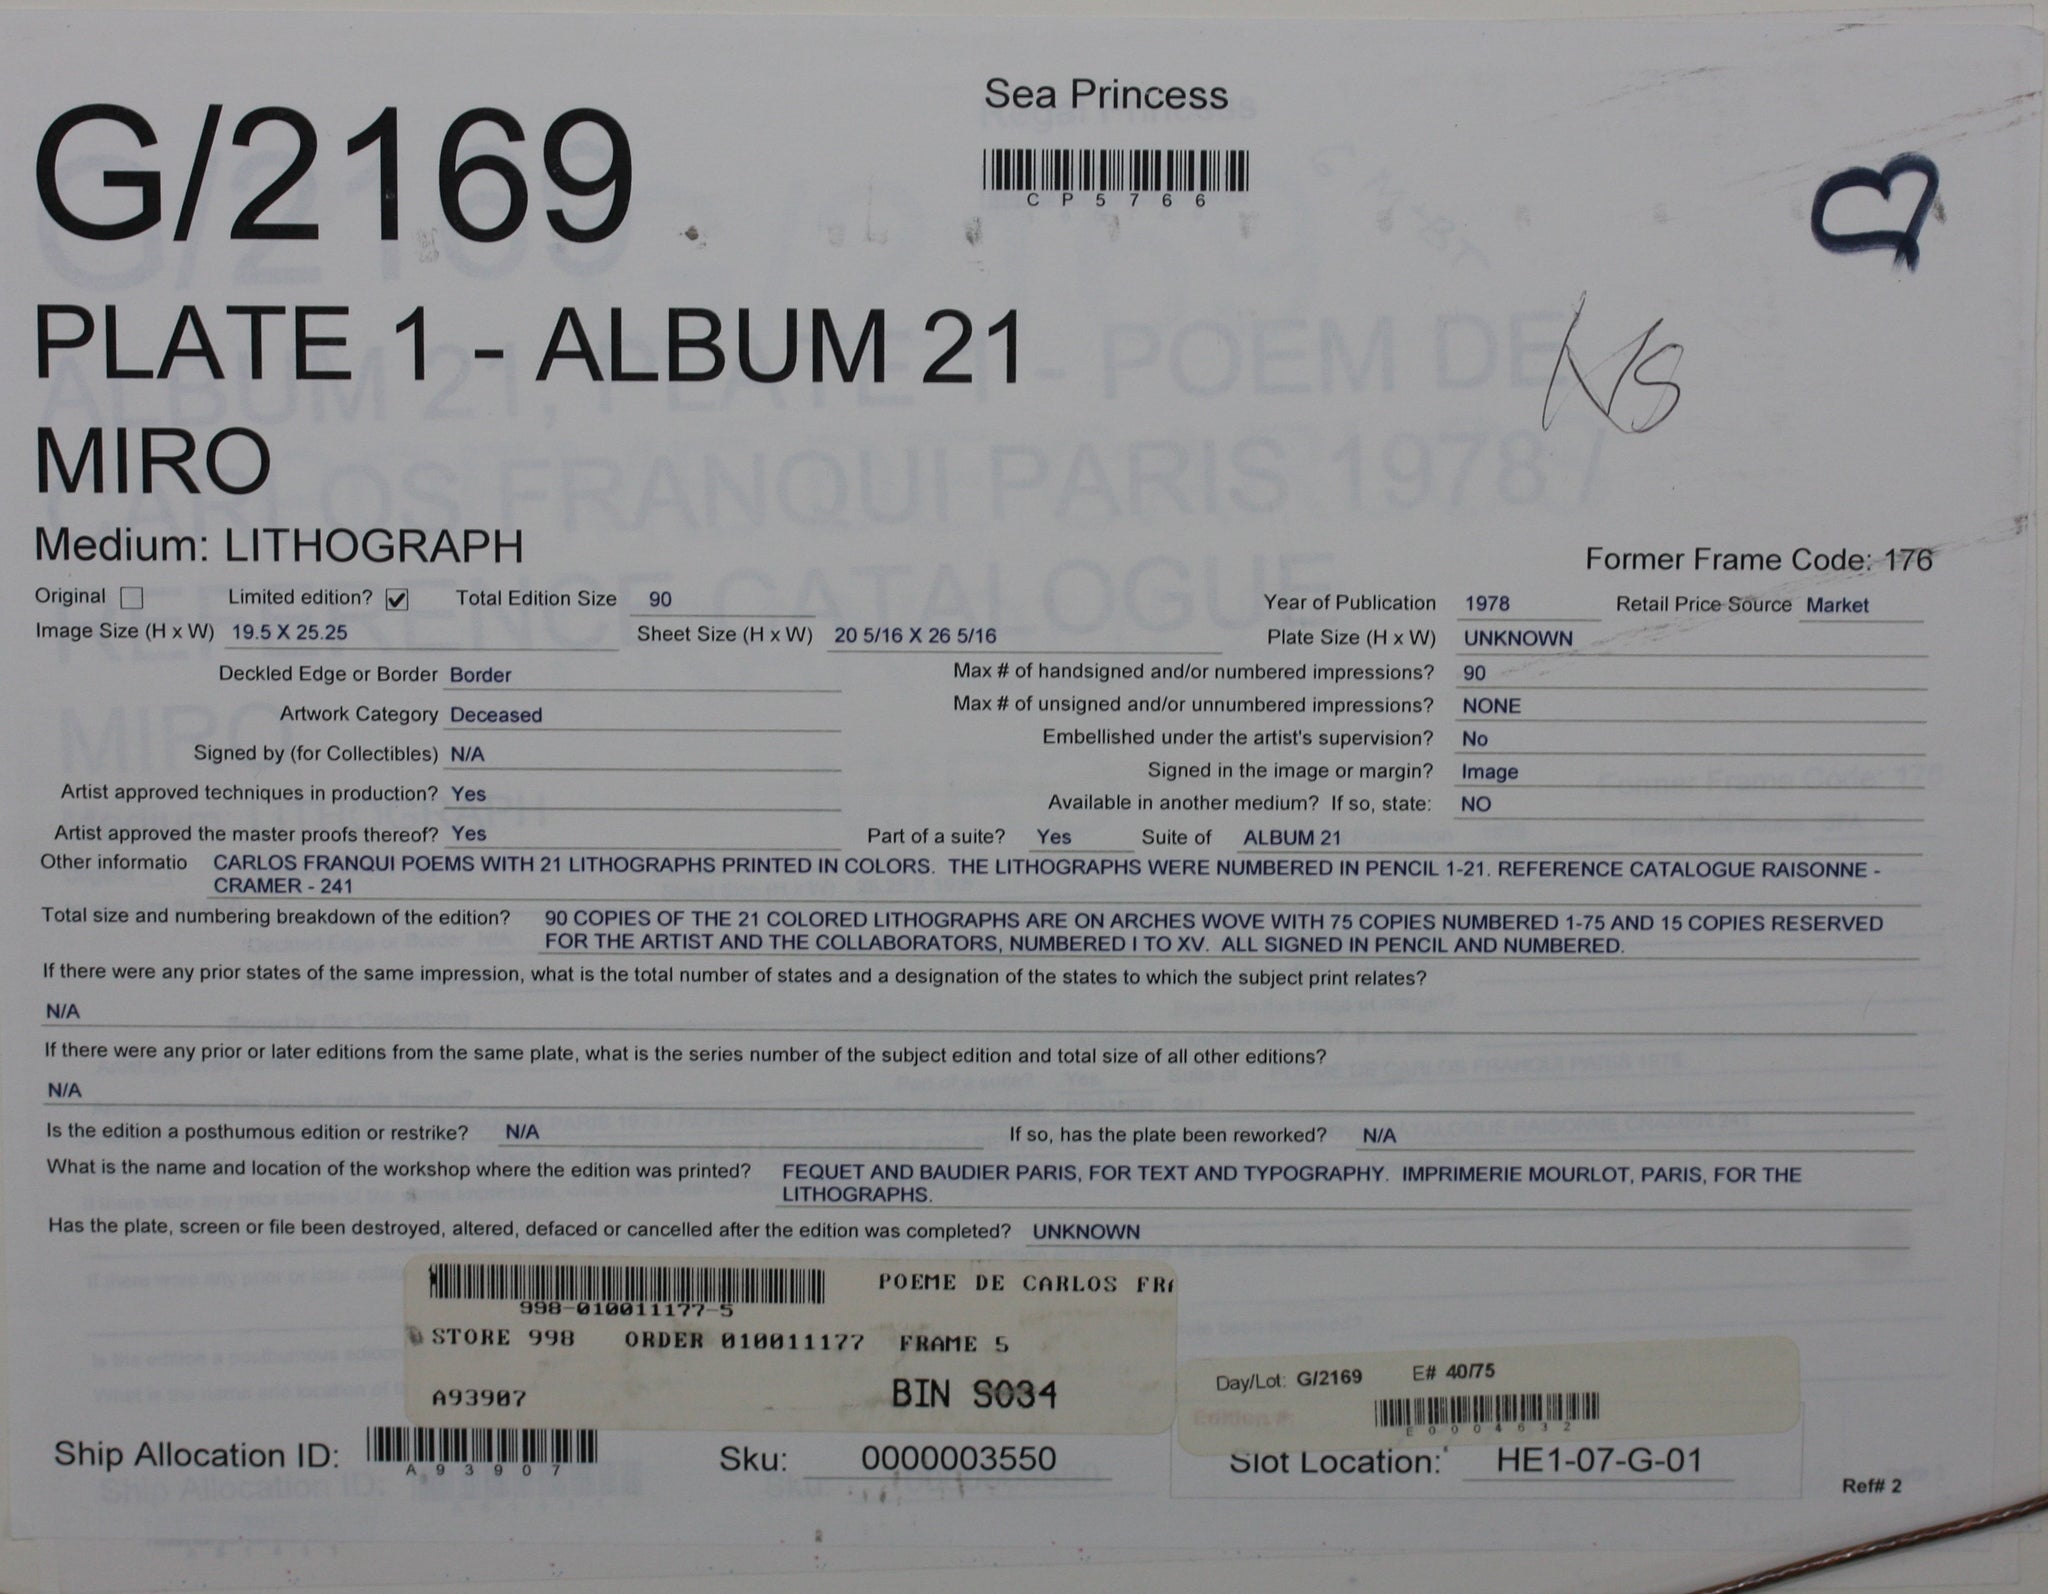 Sea Princess
G/2169
CP5766
PLATE 1 - ALBUM 21
NS
MIRO
Medium: LITHOGRAPH
Former Frame Code: 176
Original Limited edition? Total Edition Size 90 Year of Publication 1978 Retail Price Source Market
Image Size (H x W) 19.5 X 25.25 Sheet Size (H x W) 20 5/16 X 26 5/16 Plate Size (H x W) UNKNOWN
Deckled Edge or Border Border Max # of handsigned and/or numbered impressions? 90
Artwork Category Deceased Max # of unsigned and/or unnumbered impressions? NONE
Embellished under the artist's supervision? No
Signed by (for Collectibles) N/A Signed in the image or margin? Image
Artist approved techniques in production? Yes Available in another medium? If so, state: NO
Artist approved the master proofs thereof? Yes Part of a suite? Yes Suite of ALBUM 21
Other informatio CARLOS FRANQUI POEMS WITH 21 LITHOGRAPHS PRINTED IN COLORS. THE LITHOGRAPHS WERE NUMBERED IN PENCIL 1-21. REFERENCE CATALOGUE RAISONNE -
CRAMER - 241
Total size and numbering breakdown of the edition? 90 COPIES OF THE 21 COLORED LITHOGRAPHS ARE ON ARCHES WOVE WITH 75 COPIES NUMBERED 1-75 AND 15 COPIES RESERVED
FOR THE ARTIST AND THE COLLABORATORS, NUMBERED I TO XV. ALL SIGNED IN PENCIL AND NUMBERED.
If there were any prior states of the same impression, what is the total number of states and a designation of the states to which the subject print relates?
N/A
If there were any prior or later editions from the same plate, what is the series number of the subject edition and total size of all other editions?
N/A
Is the edition a posthumous edition or restrike? N/A If so, has the plate been reworked? N/A
What is the name and location of the workshop where the edition was printed? FEQUET AND BAUDIER PARIS, FOR TEXT AND TYPOGRAPHY. IMPRIMERIE MOURLOT, PARIS, FOR THE
LITHOGRAPHS.
Has the plate, screen or file been destroyed, altered, defaced or cancelled after the edition was completed? UNKNOWN
POEME DE CARLOS FRA
998-010011177-5
STORE 998 ORDER 010011177 FRAME 5
A93907 BIN S034
Day/Lot: G/2169 E# 40/75
E0004632
Edition #:
Ship Allocation ID: A93907 Sku: 0000003550 Slot Location: HE1-07-G-01
Ref# 2